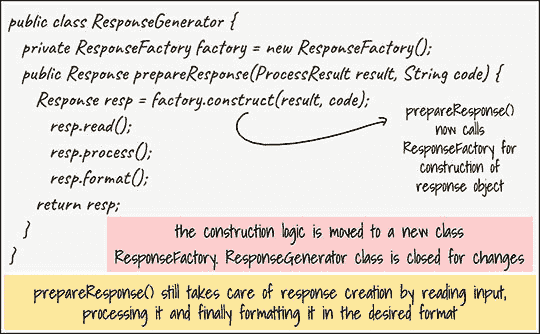 public class ResponseGenerator {
private ResponseFactory factory = new ResponseFactory();
public Response prepareResponse(ProcessResult result, String code) {
Response resp = factory.construct(result, code);
resp.read();
resp.process();
resp.format();
return resp;
}
}
prepareResponse()
now calls
ResponseFactory for
construction of
response object
the construction logic is moved to a new class
ResponseFactory. ResponseGenerator class is closed for changes
prepareResponse() still takes care of response creation by reading input,
processing it and finally formatting it in the desired format